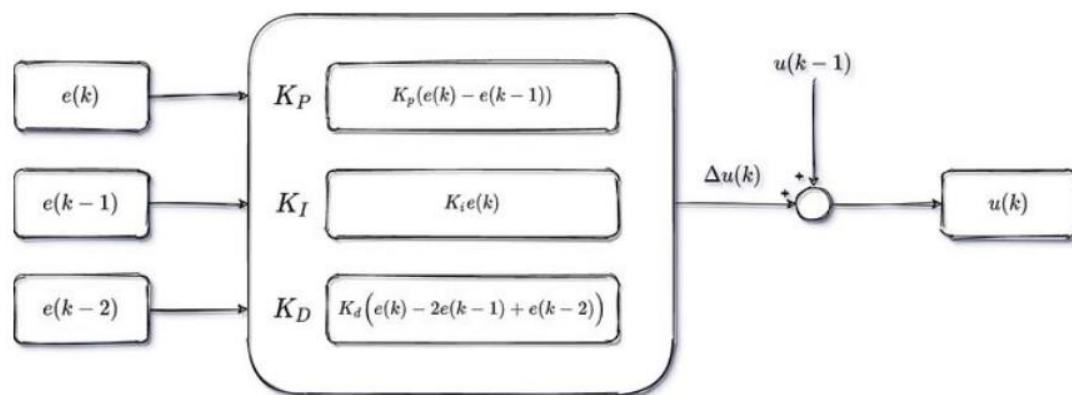 e(k)
e(k-1)
e(k-2)
K_P
K_p(e(k) - e(k-1))
K_I
K_i e(k)
K_D
K_d(e(k) - 2e(k-1) + e(k-2))
Δu(k)
u(k-1)
+
+
u(k)